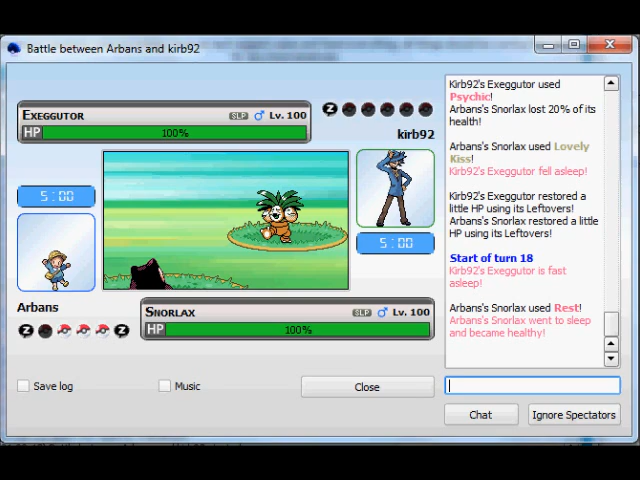 Battle between Arbans and kirb92
EXEGGUTOR SLP ♂ Lv. 100
HP 100%
kirb92
5:00
5:00
Arbans
SNORLAX SLP ♂ Lv. 100
HP 100%
Z
Z Z
Save log
Music
Close
Kirb92's Exeggutor used
Psychic!
Arbans's Snorlax lost 20% of its
health!
Arbans's Snorlax used Lovely
Kiss!
Kirb92's Exeggutor fell asleep!
Kirb92's Exeggutor restored a
little HP using its Leftovers!
Arbans's Snorlax restored a little
HP using its Leftovers!
Start of turn 18
Kirb92's Exeggutor is fast
asleep!
Arbans's Snorlax used Rest!
Arbans's Snorlax went to sleep
and became healthy!
Chat
Ignore Spectators